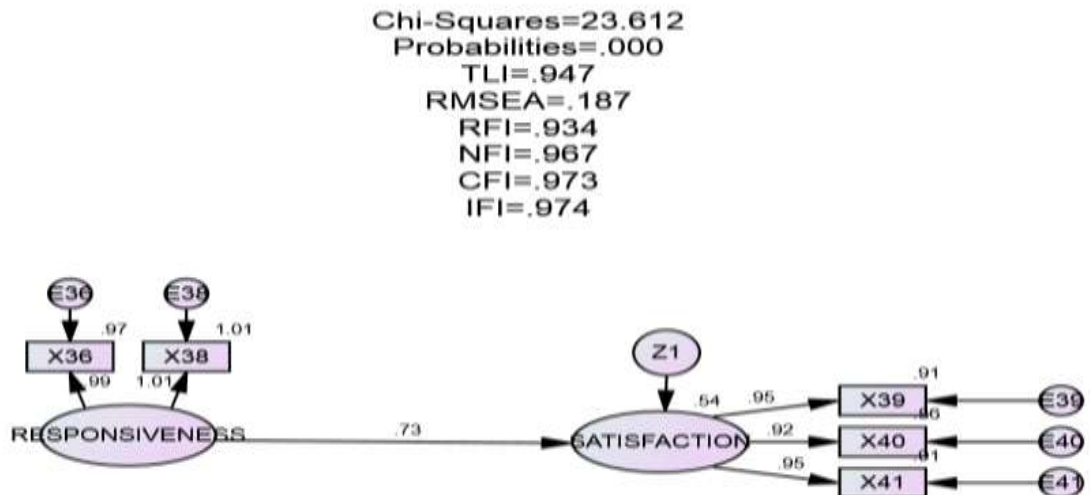 Chi-Squares=23.612
Probabilities=.000
TLI=.947
RMSEA=.187
RFI=.934
NFI=.967
CFI=.973
IFI=.974
E36
E38
.97
1.01
X36
X38
Z1
.99
1.01
.91
.54
.95
X39
E39
.86
RESPONSIVENESS
.73
SATISFACTION
.92
X40
E40
.91
.95
X41
E41